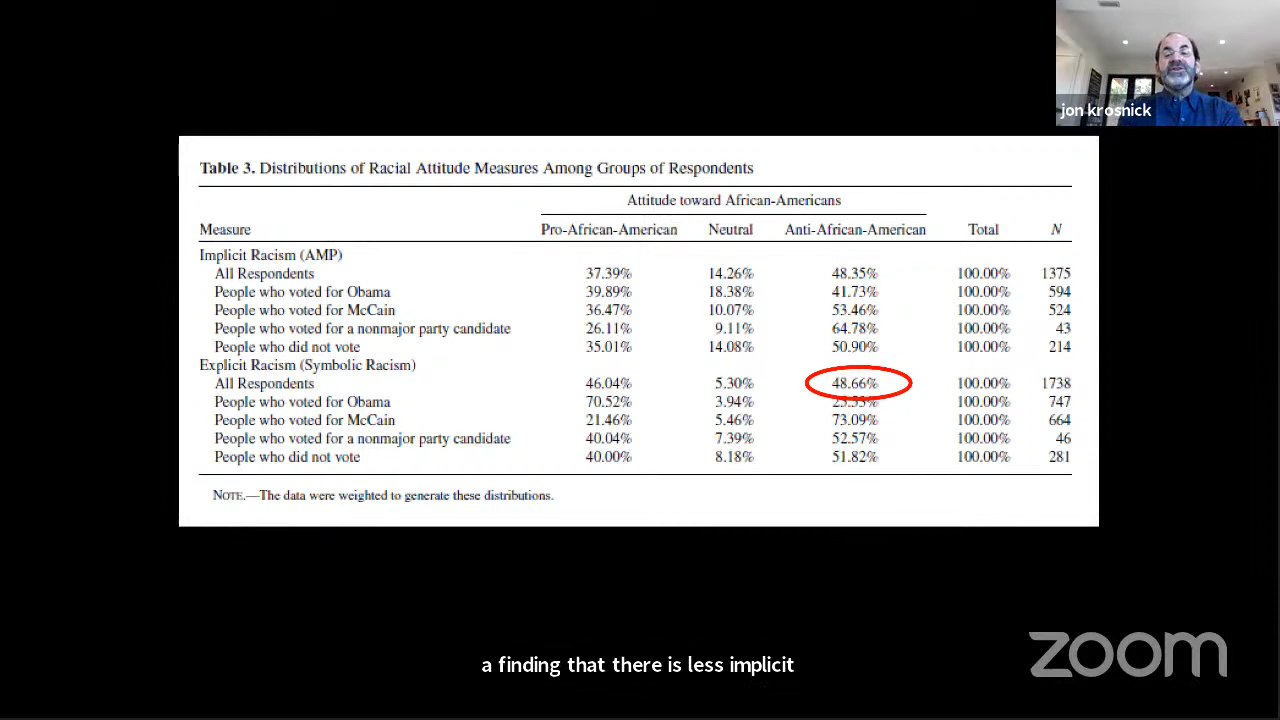 jon krosnick
Table 3. Distributions of Racial Attitude Measures Among Groups of Respondents
Attitude toward African-Americans
Measure Pro-African-American Neutral Anti-African-American Total N
Implicit Racism (AMP)
All Respondents 37.39% 14.26% 48.35% 100.00% 1375
People who voted for Obama 39.89% 18.38% 41.73% 100.00% 594
People who voted for McCain 36.47% 10.07% 53.46% 100.00% 524
People who voted for a nonmajor party candidate 26.11% 9.11% 64.78% 100.00% 43
People who did not vote 35.01% 14.08% 50.90% 100.00% 214
Explicit Racism (Symbolic Racism)
All Respondents 46.04% 5.30% 48.66% 100.00% 1738
People who voted for Obama 70.52% 3.94% 100.00% 747
People who voted for McCain 21.46% 5.46% 73.09% 100.00% 664
People who voted for a nonmajor party candidate 40.04% 7.39% 52.57% 100.00% 46
People who did not vote 40.00% 8.18% 51.82% 100.00% 281
NOTE.—The data were weighted to generate these distributions.
a finding that there is less implicit
zoom